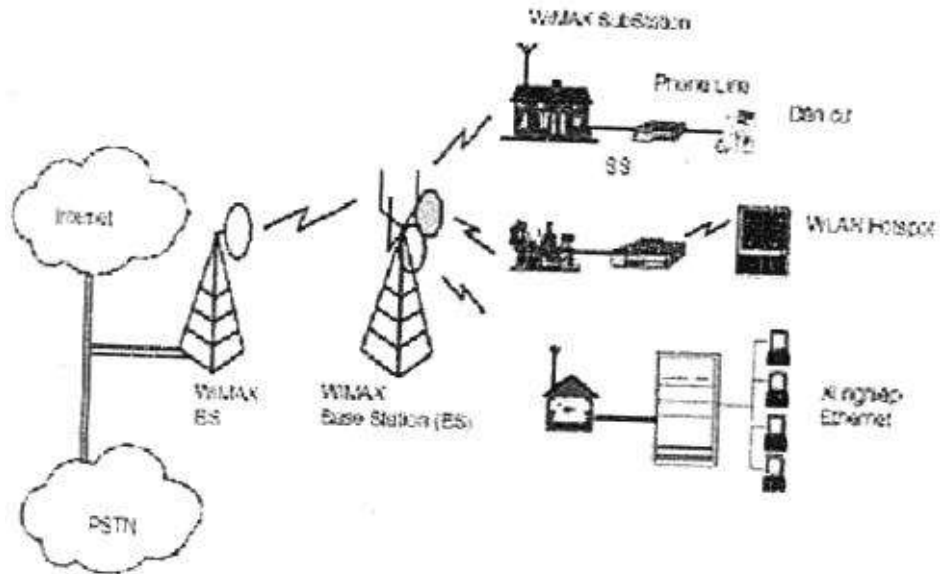 WiMAX SubStation
Phone Line
Dân cư
SS
Internet
WLAN Hotspot
WiMAX
BS
WiMAX
Base Station (BS)
Xí nghiệp
Ethernet
PSTN